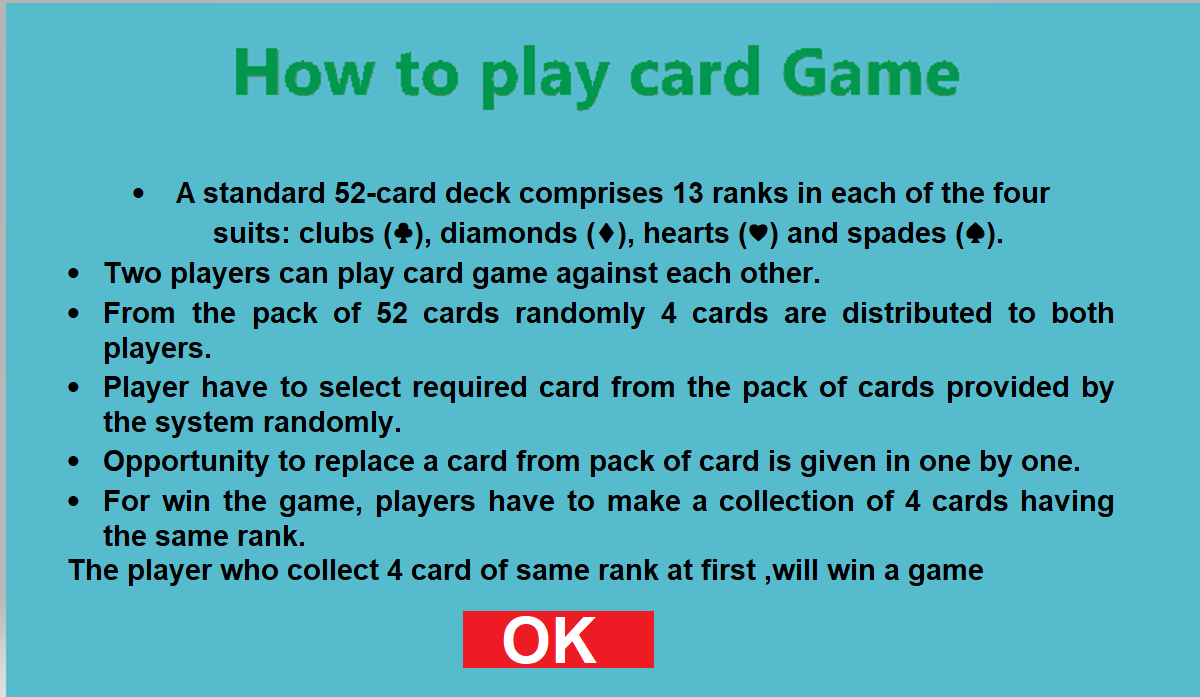 How to play card Game
• A standard 52-card deck comprises 13 ranks in each of the four
suits: clubs (♣), diamonds (♦), hearts (♥) and spades (♠).
• Two players can play card game against each other.
• From the pack of 52 cards randomly 4 cards are distributed to both
players.
• Player have to select required card from the pack of cards provided by
the system randomly.
• Opportunity to replace a card from pack of card is given in one by one.
• For win the game, players have to make a collection of 4 cards having
the same rank.
The player who collect 4 card of same rank at first ,will win a game
OK